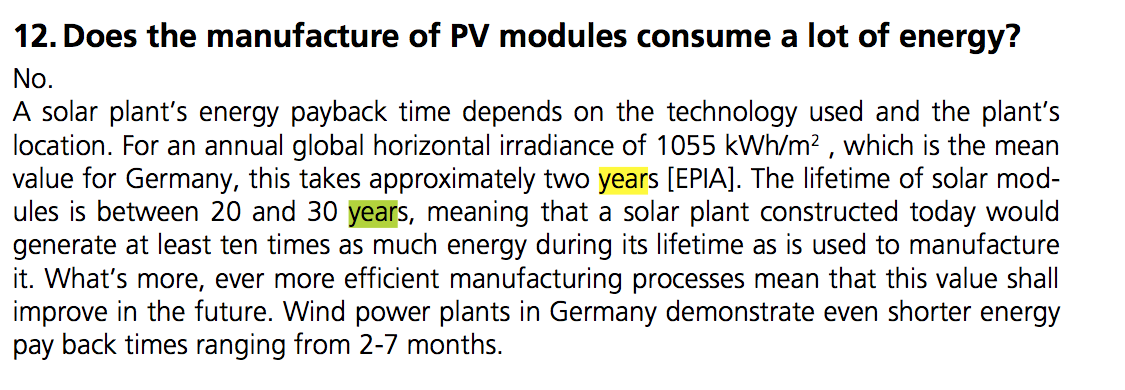 12. Does the manufacture of PV modules consume a lot of energy?
No.
A solar plant's energy payback time depends on the technology used and the plant's
location. For an annual global horizontal irradiance of 1055 kWh/m² , which is the mean
value for Germany, this takes approximately two years [EPIA]. The lifetime of solar mod-
ules is between 20 and 30 years, meaning that a solar plant constructed today would
generate at least ten times as much energy during its lifetime as is used to manufacture
it. What's more, ever more efficient manufacturing processes mean that this value shall
improve in the future. Wind power plants in Germany demonstrate even shorter energy
pay back times ranging from 2-7 months.